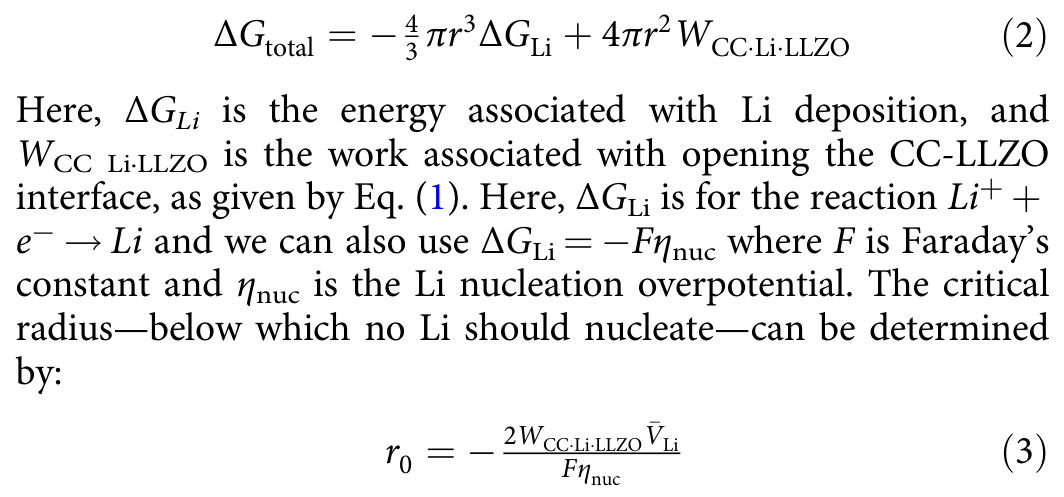 ΔG_total = −4/3 πr³ΔG_Li + 4πr²W_CC·Li·LLZO (2)
Here, ΔG_Li is the energy associated with Li deposition, and
W_CC Li·LLZO is the work associated with opening the CC-LLZO
interface, as given by Eq. (1). Here, ΔG_Li is for the reaction Li⁺ +
e⁻ → Li and we can also use ΔG_Li = −Fη_nuc where F is Faraday's
constant and η_nuc is the Li nucleation overpotential. The critical
radius—below which no Li should nucleate—can be determined
by:
r₀ = − 2W_CC·Li·LLZO V̄_Li / Fη_nuc (3)